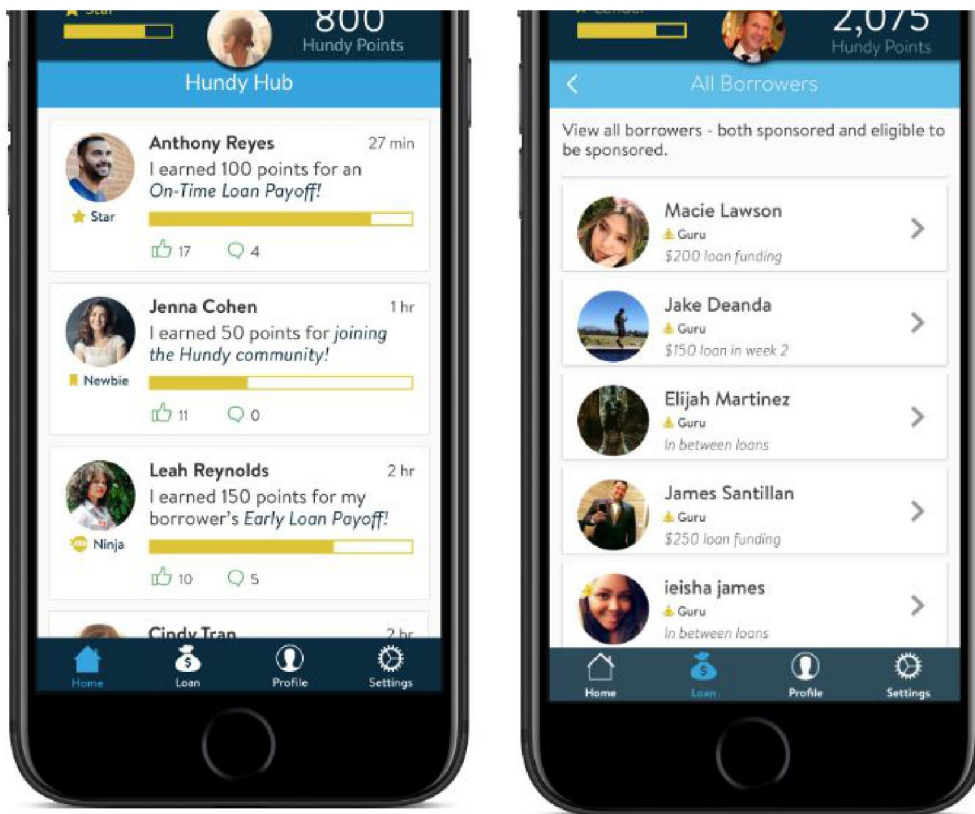 Star
800
Hundy Points
Hundy Hub
Anthony Reyes 27 min
I earned 100 points for an
On-Time Loan Payoff!
Star
17 4
Jenna Cohen 1 hr
I earned 50 points for joining
the Hundy community!
Newbie
11 0
Leah Reynolds 2 hr
I earned 150 points for my
borrower's Early Loan Payoff!
Ninja
10 5
Cindy Tran 2 hr
Home Loan Profile Settings
Lender
2,075
Hundy Points
All Borrowers
View all borrowers - both sponsored and eligible to
be sponsored.
Macie Lawson
Guru
$200 loan funding
Jake Deanda
Guru
$150 loan in week 2
Elijah Martinez
Guru
In between loans
James Santillan
Guru
$250 loan funding
ieisha james
Guru
In between loans
Home Loan Profile Settings